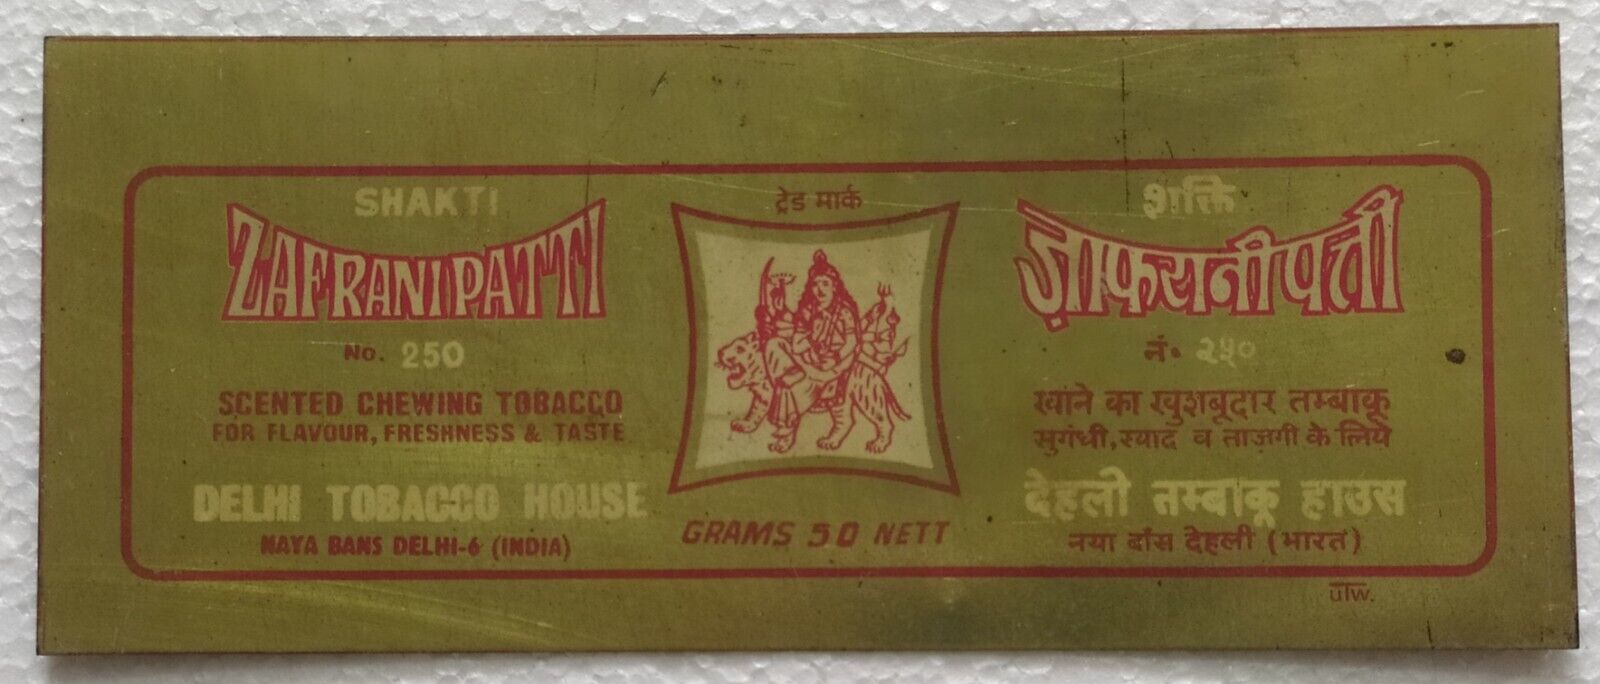 SHAKTI
ZAFRANIPATTI
No. 250
SCENTED CHEWING TOBACCO
FOR FLAVOUR, FRESHNESS & TASTE
DELHI TOBACCO HOUSE
NAYA BANS DELHI-6 (INDIA)
ट्रेड मार्क
GRAMS 50 NETT
शक्ति
ज़ाफरानीपत्ती
नं. २५०
खाने का खुशबूदार तम्बाकू
सुगंधी, स्वाद व ताज़गी के लिये
देहली तम्बाकू हाउस
नया बाँस देहली (भारत)
UTW.